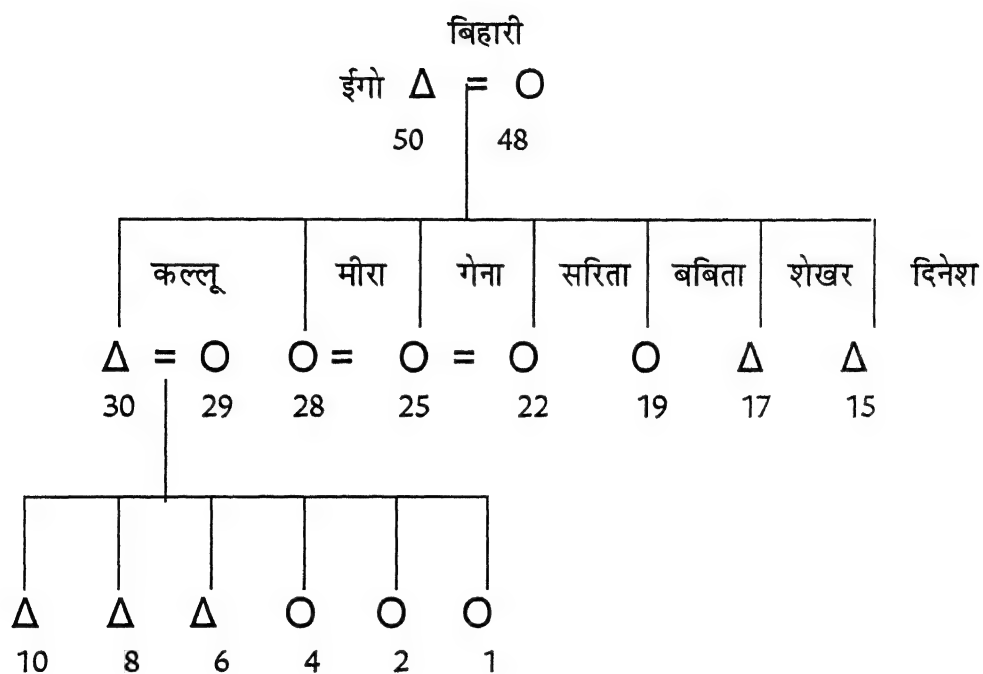 बिहारी
ईगो Δ = O
50 48
कल्लू मीरा गेना सरिता बबिता शेखर दिनेश
Δ = O O = O = O O Δ Δ
30 29 28 25 22 19 17 15
Δ Δ Δ O O O
10 8 6 4 2 1